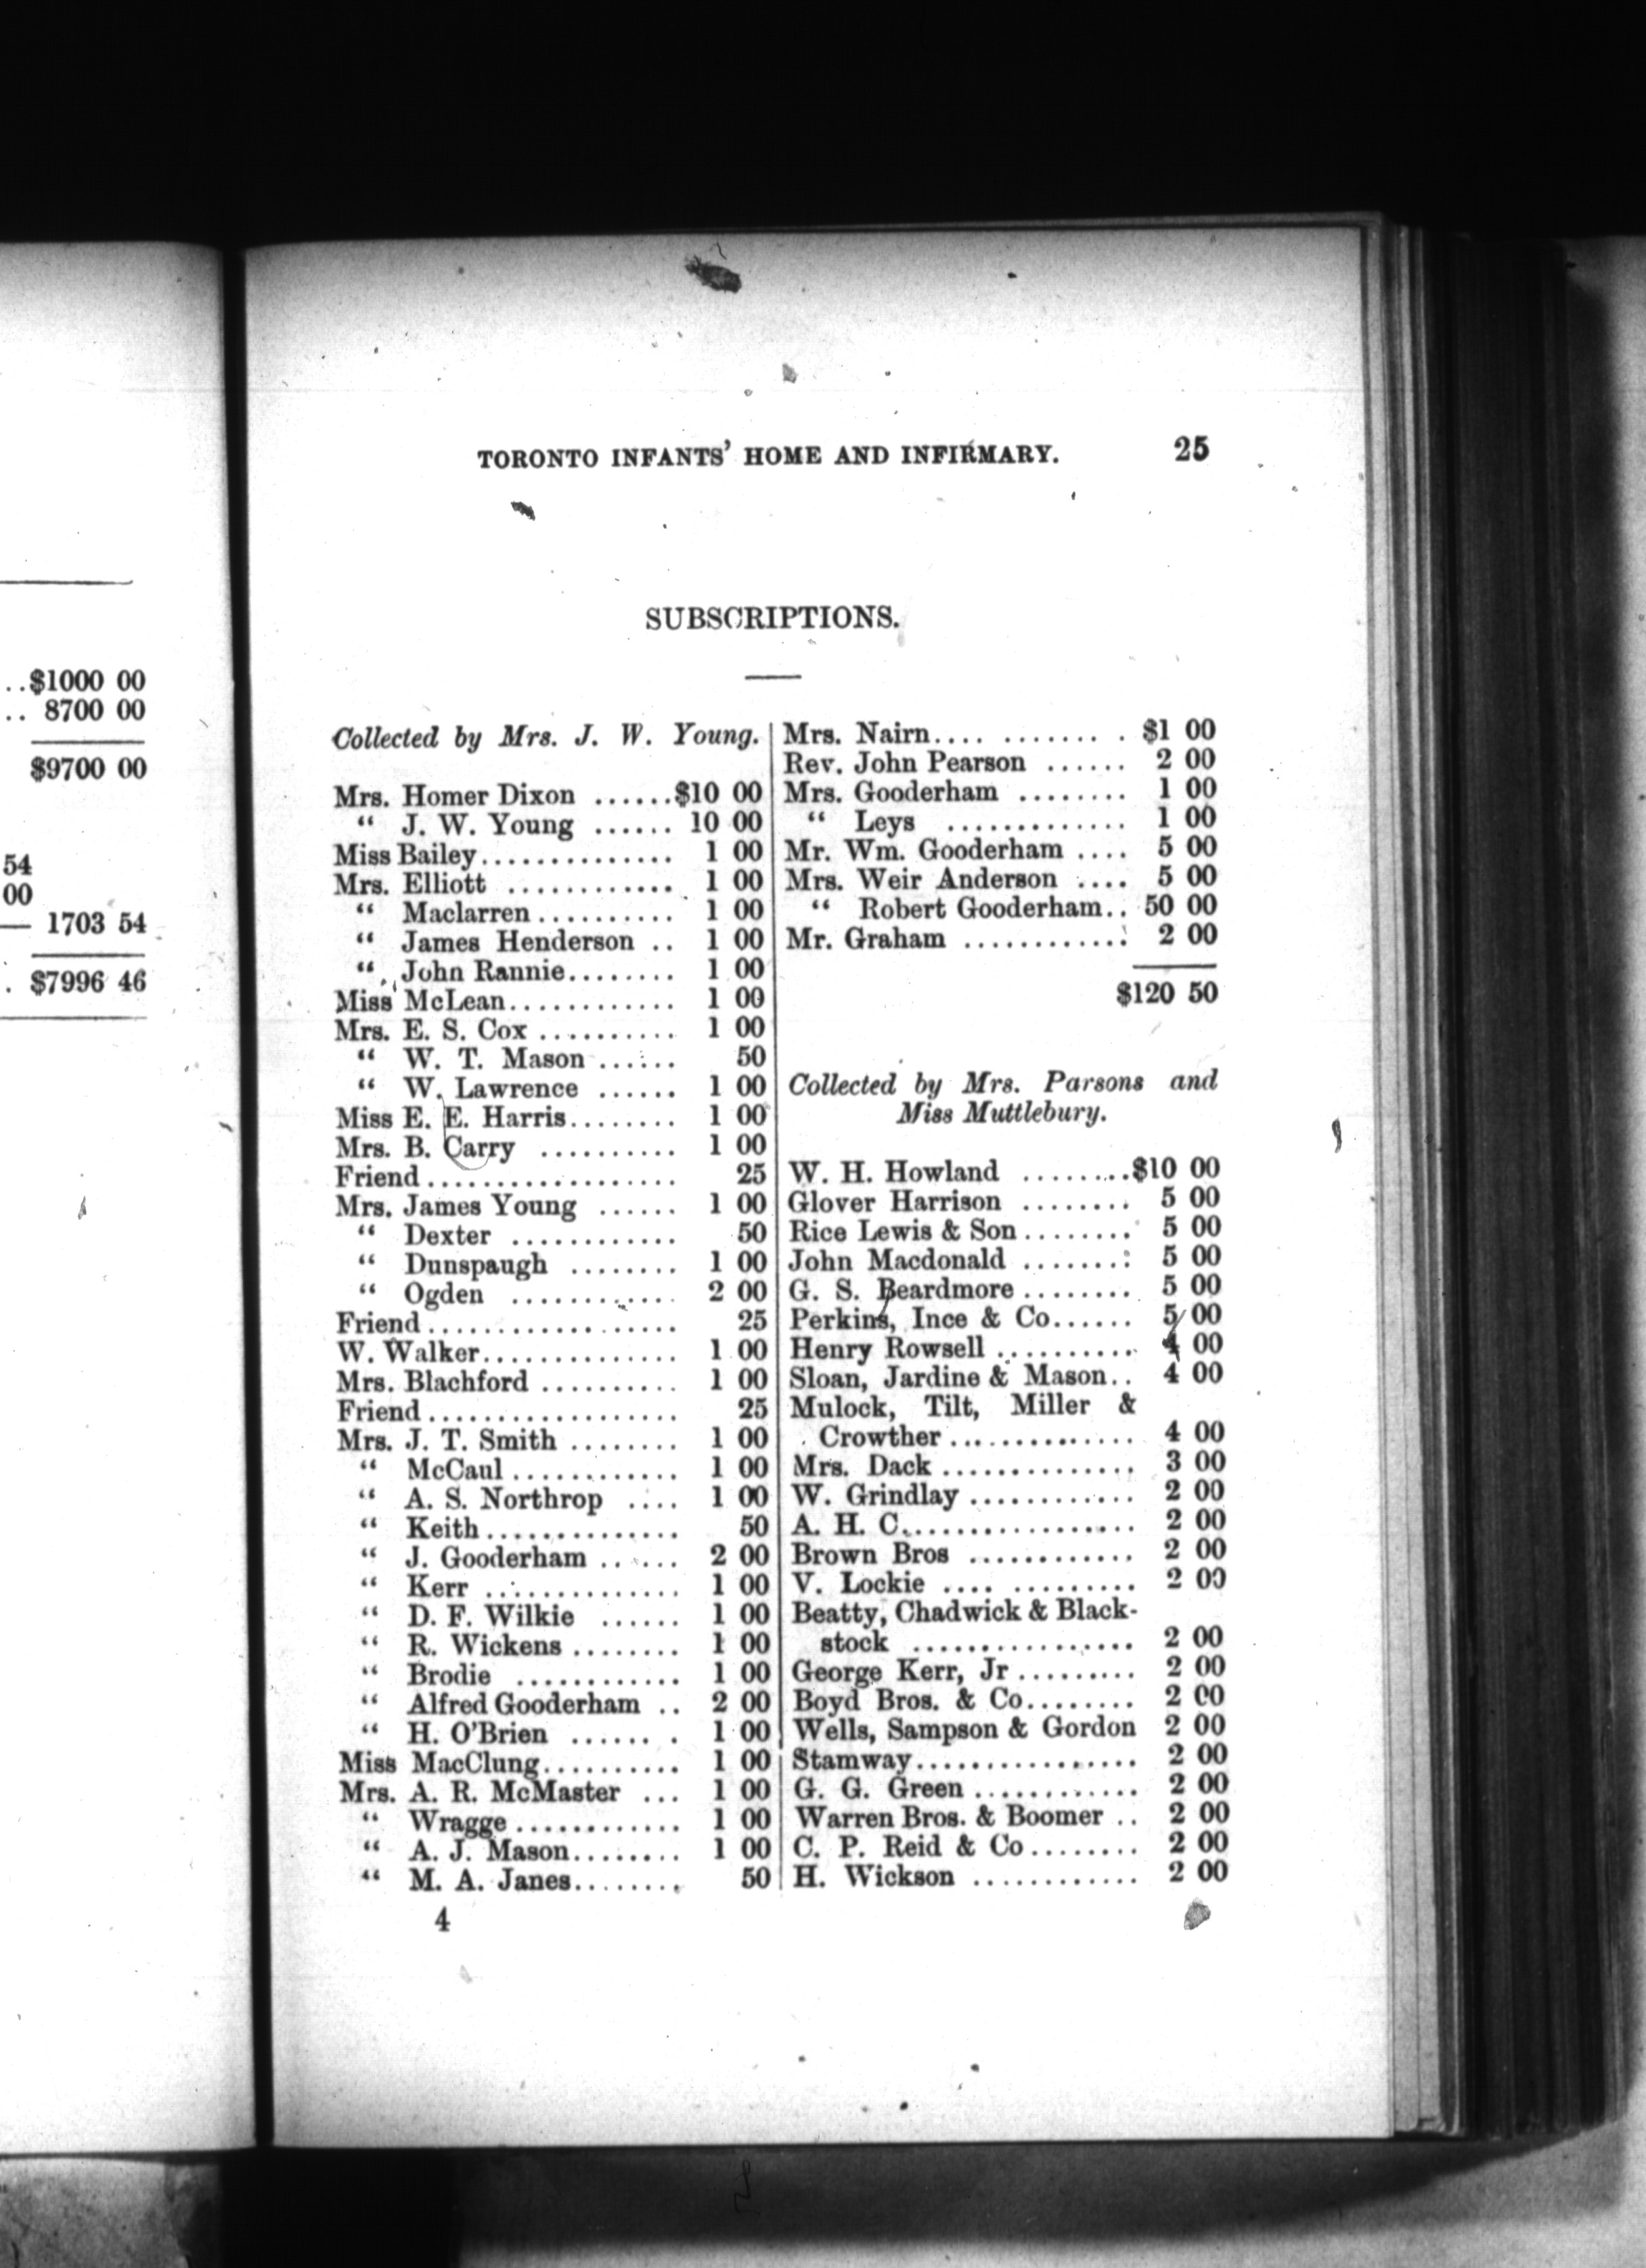 ..$1000 00
.. 8700 00
$9700 00
54
00
— 1703 54
. $7996 46
TORONTO INFANTS' HOME AND INFIRMARY. 25
SUBSCRIPTIONS.
Collected by Mrs. J. W. Young.
Mrs. Homer Dixon ......$10 00
" J. W. Young ...... 10 00
Miss Bailey.............. 1 00
Mrs. Elliott ............ 1 00
" Maclarren.......... 1 00
" James Henderson .. 1 00
" John Rannie........ 1 00
Miss McLean............ 1 00
Mrs. E. S. Cox .......... 1 00
" W. T. Mason ...... 50
" W. Lawrence ...... 1 00
Miss E. E. Harris........ 1 00
Mrs. B. Carry .......... 1 00
Friend.................. 25
Mrs. James Young ...... 1 00
" Dexter ............ 50
" Dunspaugh ........ 1 00
" Ogden ............ 2 00
Friend.................. 25
W. Walker.............. 1 00
Mrs. Blachford .......... 1 00
Friend.................. 25
Mrs. J. T. Smith ........ 1 00
" McCaul............ 1 00
" A. S. Northrop .... 1 00
" Keith.............. 50
" J. Gooderham ...... 2 00
" Kerr .............. 1 00
" D. F. Wilkie ...... 1 00
" R. Wickens ........ 1 00
" Brodie ............ 1 00
" Alfred Gooderham .. 2 00
" H. O'Brien ...... . 1 00
Miss MacClung.......... 1 00
Mrs. A. R. McMaster ... 1 00
" Wragge............ 1 00
" A. J. Mason........ 1 00
" M. A. Janes........ 50
4
Mrs. Nairn.... ........ . $1 00
Rev. John Pearson ...... 2 00
Mrs. Gooderham ........ 1 00
" Leys ............. 1 00
Mr. Wm. Gooderham .... 5 00
Mrs. Weir Anderson .... 5 00
" Robert Gooderham.. 50 00
Mr. Graham ............ 2 00
$120 50
Collected by Mrs. Parsons and
Miss Muttlebury.
W. H. Howland ........$10 00
Glover Harrison ........ 5 00
Rice Lewis & Son........ 5 00
John Macdonald ........ 5 00
G. S. Beardmore ........ 5 00
Perkins, Ince & Co...... 5 00
Henry Rowsell .......... 4 00
Sloan, Jardine & Mason.. 4 00
Mulock, Tilt, Miller &
Crowther.............. 4 00
Mrs. Dack .............. 3 00
W. Grindlay ............ 2 00
A. H. C................. 2 00
Brown Bros ............ 2 00
V. Lockie .... ......... 2 00
Beatty, Chadwick & Black-
stock ................ 2 00
George Kerr, Jr ......... 2 00
Boyd Bros. & Co........ 2 00
Wells, Sampson & Gordon 2 00
Stamway................ 2 00
G. G. Green ............ 2 00
Warren Bros. & Boomer .. 2 00
C. P. Reid & Co........ 2 00
H. Wickson ............ 2 00